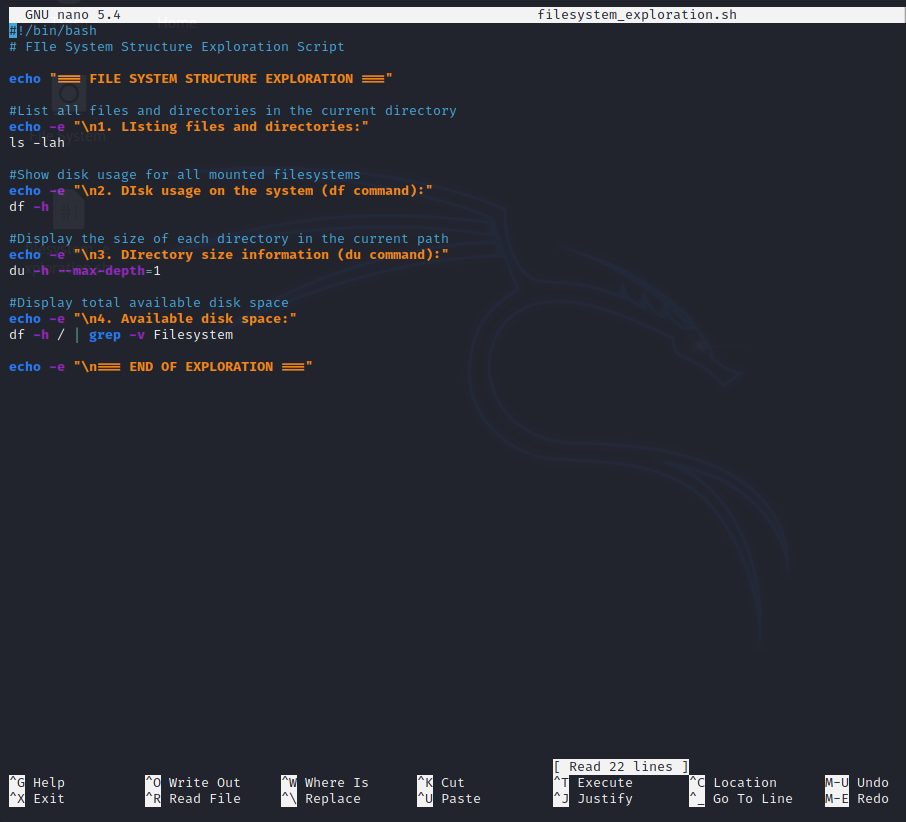 GNU nano 5.4 filesystem_exploration.sh
#!/bin/bash
# FIle System Structure Exploration Script
echo "=== FILE SYSTEM STRUCTURE EXPLORATION ==="
#List all files and directories in the current directory
echo -e "\n1. LIsting files and directories:"
ls -lah
#Show disk usage for all mounted filesystems
echo -e "\n2. DIsk usage on the system (df command):"
df -h
#Display the size of each directory in the current path
echo -e "\n3. DIrectory size information (du command):"
du -h --max-depth=1
#Display total available disk space
echo -e "\n4. Available disk space:"
df -h / | grep -v Filesystem
echo -e "\n=== END OF EXPLORATION ==="
[ Read 22 lines ]
^G Help ^O Write Out ^W Where Is ^K Cut ^T Execute ^C Location M-U Undo
^X Exit ^R Read File ^\ Replace ^U Paste ^J Justify ^_ Go To Line M-E Redo